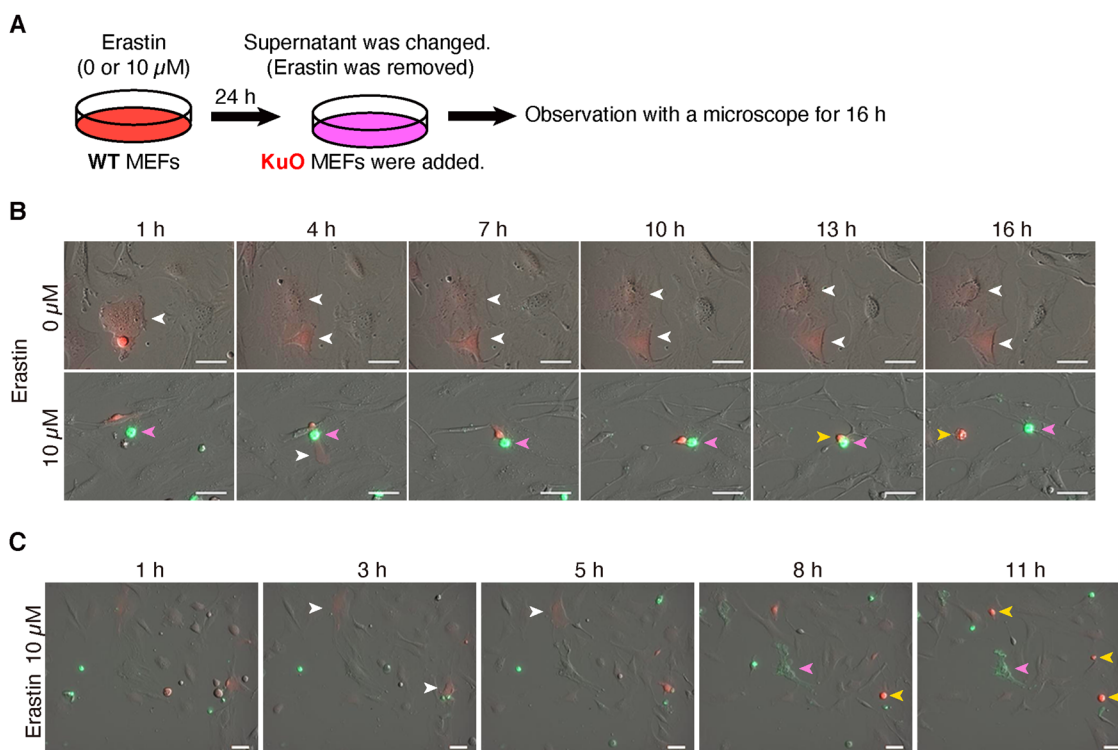 A
Erastin
(0 or 10 µM)
Supernatant was changed.
(Erastin was removed)
24 h
Observation with a microscope for 16 h
WT MEFs
KuO MEFs were added.
B
1 h 4 h 7 h 10 h 13 h 16 h
Erastin
0 µM
10 µM
C
1 h 3 h 5 h 8 h 11 h
Erastin 10 µM